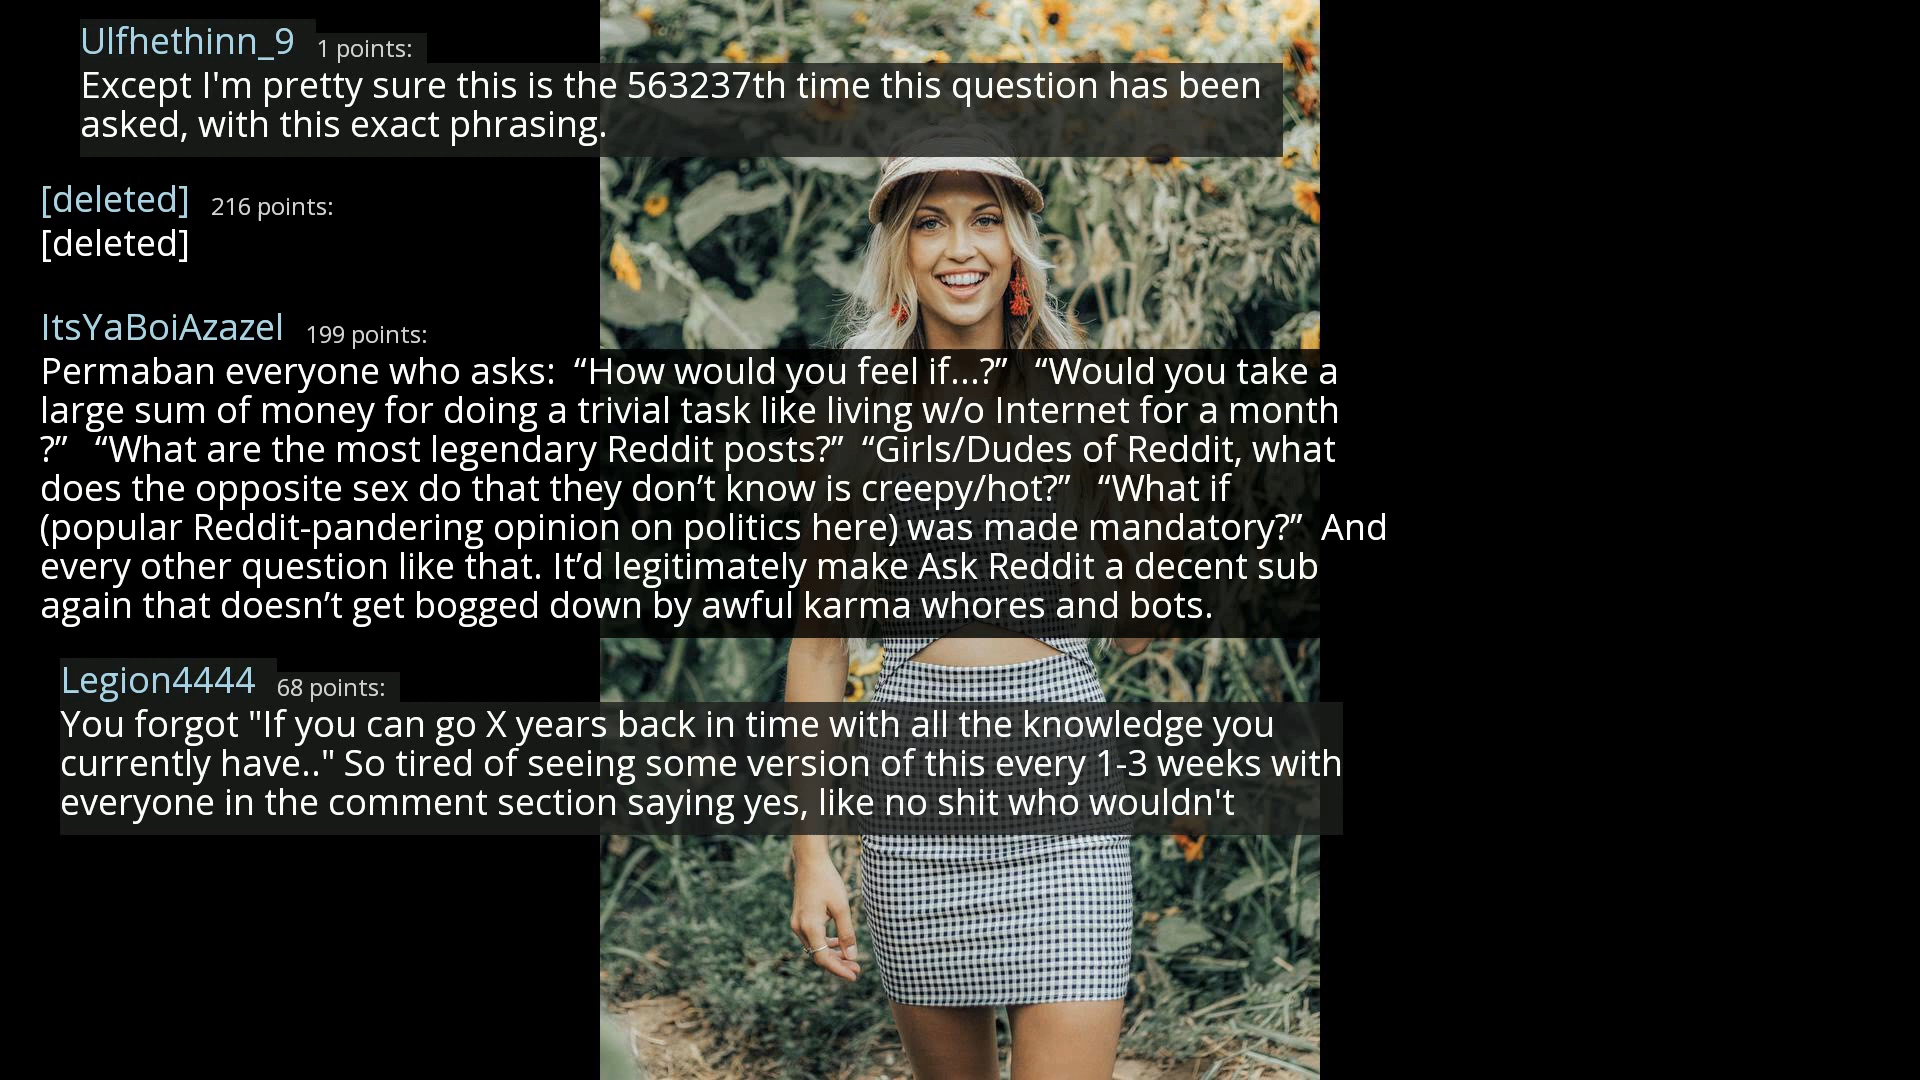 Ulfhethinn_9 1 points:
Except I'm pretty sure this is the 563237th time this question has been
asked, with this exact phrasing.
[deleted] 216 points:
[deleted]
ItsYaBoiAzazel 199 points:
Permaban everyone who asks:  “How would you feel if...?”   “Would you take a
large sum of money for doing a trivial task like living w/o Internet for a month
?”   “What are the most legendary Reddit posts?”  “Girls/Dudes of Reddit, what
does the opposite sex do that they don’t know is creepy/hot?”   “What if
(popular Reddit-pandering opinion on politics here) was made mandatory?”  And
every other question like that. It’d legitimately make Ask Reddit a decent sub
again that doesn’t get bogged down by awful karma whores and bots.
Legion4444 68 points:
You forgot "If you can go X years back in time with all the knowledge you
currently have.." So tired of seeing some version of this every 1-3 weeks with
everyone in the comment section saying yes, like no shit who wouldn't